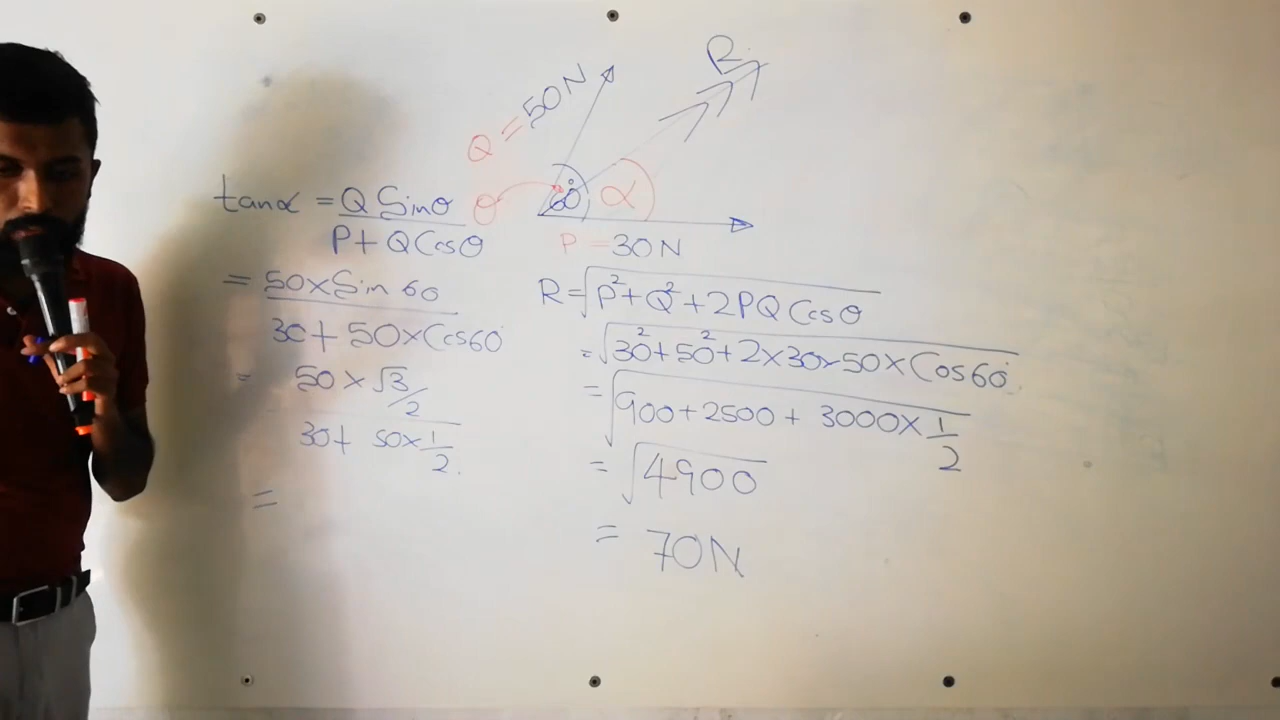 R
Q = 50N
60°
α
θ
P = 30N
tanα = Q Sinθ
P + Q Cosθ
= 50×Sin 60
30 + 50×Cos60
= 50 × √3/2
30 + 50×1/2.
=
R = √P²+Q²+2PQ Cosθ
= √30²+50²+2×30×50×Cos60°
= √900+2500 + 3000×1/2
= √4900
= 70N